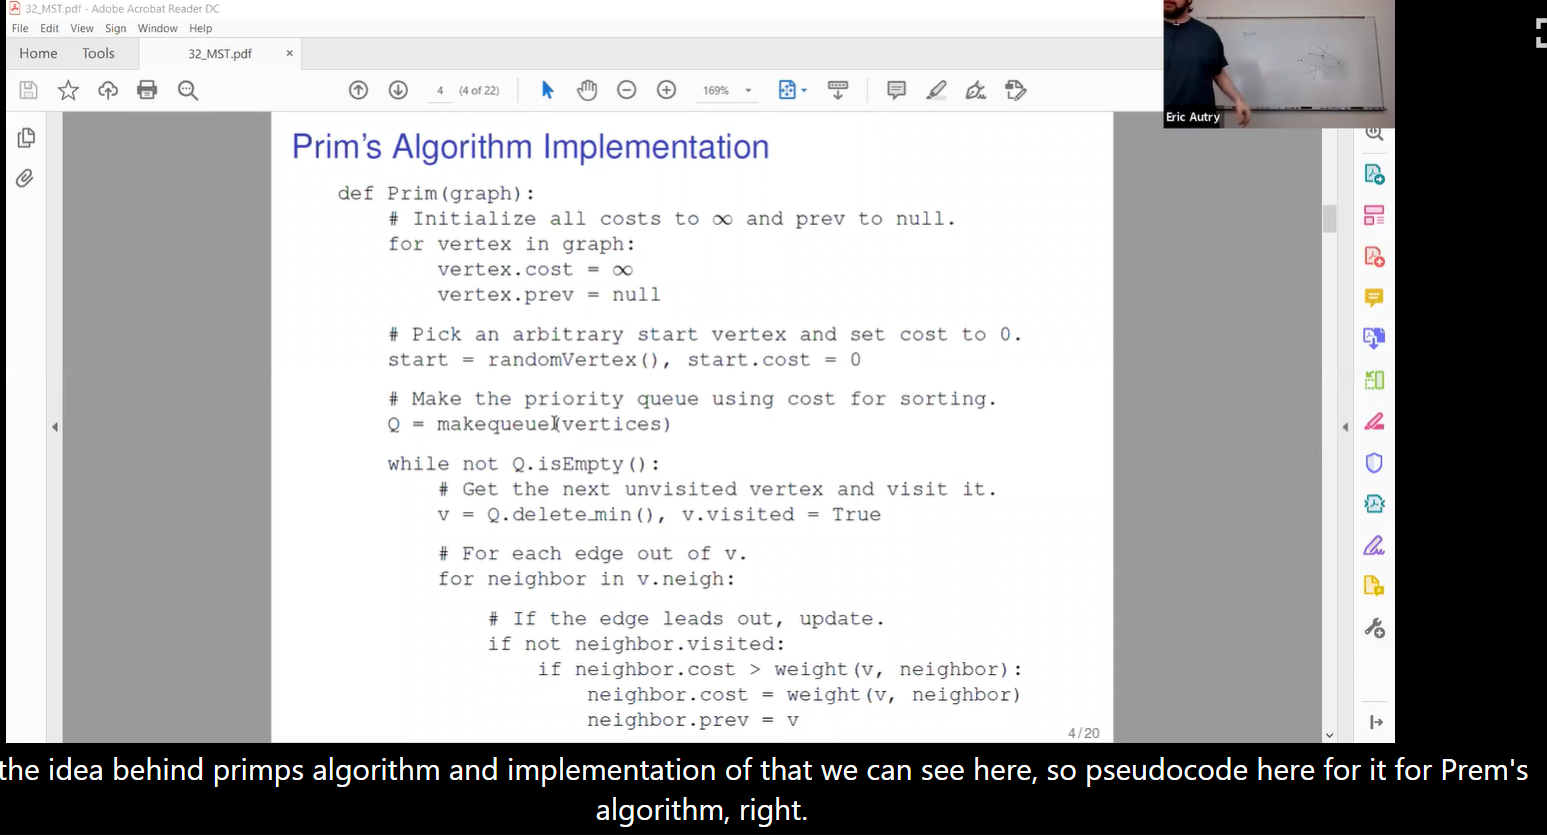 32_MST.pdf - Adobe Acrobat Reader DC
File Edit View Sign Window Help
Home Tools 32_MST.pdf ×
4 (4 of 22) 169%
Eric Autry
Prim's Algorithm Implementation
def Prim(graph):
# Initialize all costs to ∞ and prev to null.
for vertex in graph:
vertex.cost = ∞
vertex.prev = null
# Pick an arbitrary start vertex and set cost to 0.
start = randomVertex(), start.cost = 0
# Make the priority queue using cost for sorting.
Q = makequeue(vertices)
while not Q.isEmpty():
# Get the next unvisited vertex and visit it.
v = Q.delete_min(), v.visited = True
# For each edge out of v.
for neighbor in v.neigh:
# If the edge leads out, update.
if not neighbor.visited:
if neighbor.cost > weight(v, neighbor):
neighbor.cost = weight(v, neighbor)
neighbor.prev = v
4/20
the idea behind primps algorithm and implementation of that we can see here, so pseudocode here for it for Prem's
algorithm, right.